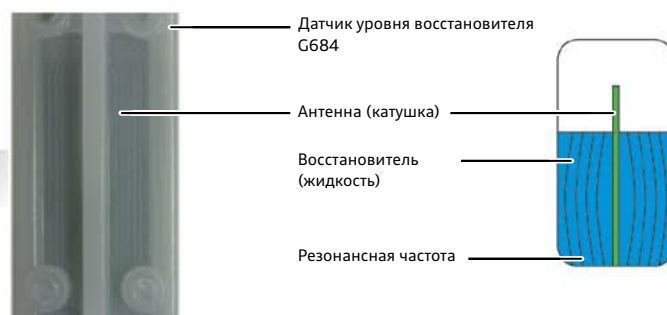 Датчик уровня восстановителя
G684
Антенна (катушка)
Восстановитель
(жидкость)
Резонансная частота